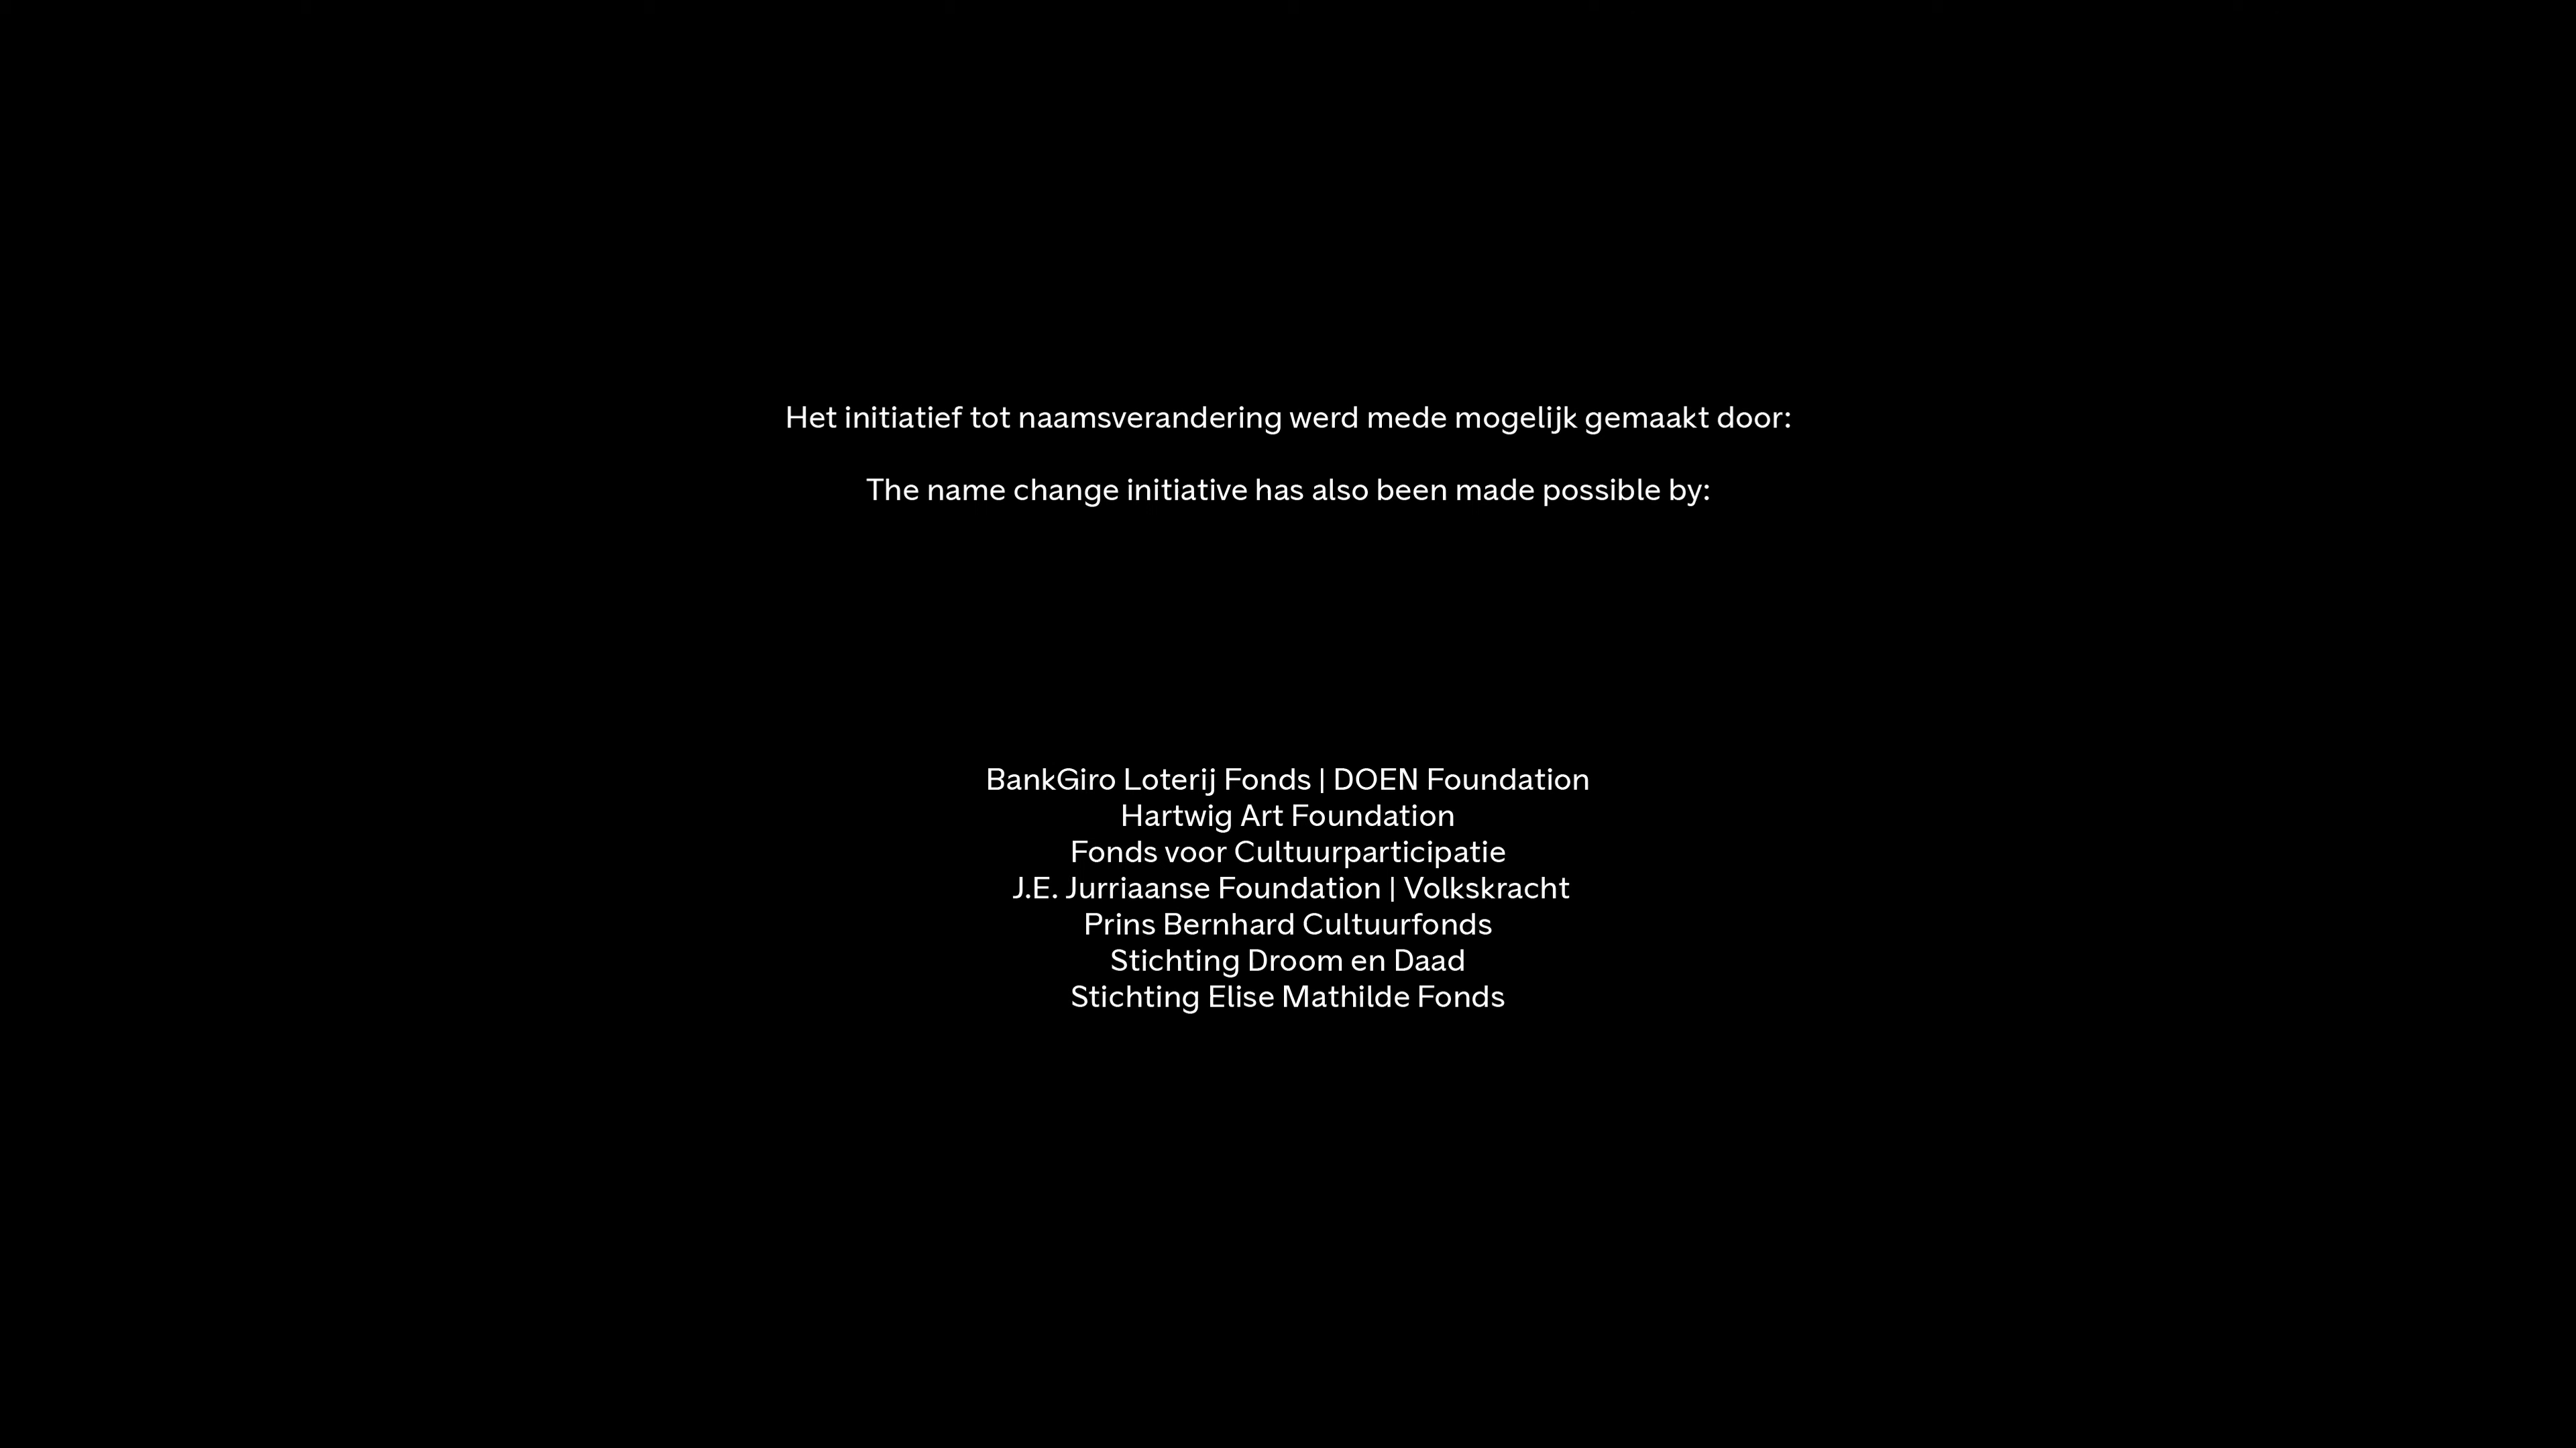 Het initiatief tot naamsverandering werd mede mogelijk gemaakt door:
The name change initiative has also been made possible by:
BankGiro Loterij Fonds | DOEN Foundation
Hartwig Art Foundation
Fonds voor Cultuurparticipatie
J.E. Jurriaanse Foundation | Volkskracht
Prins Bernhard Cultuurfonds
Stichting Droom en Daad
Stichting Elise Mathilde Fonds